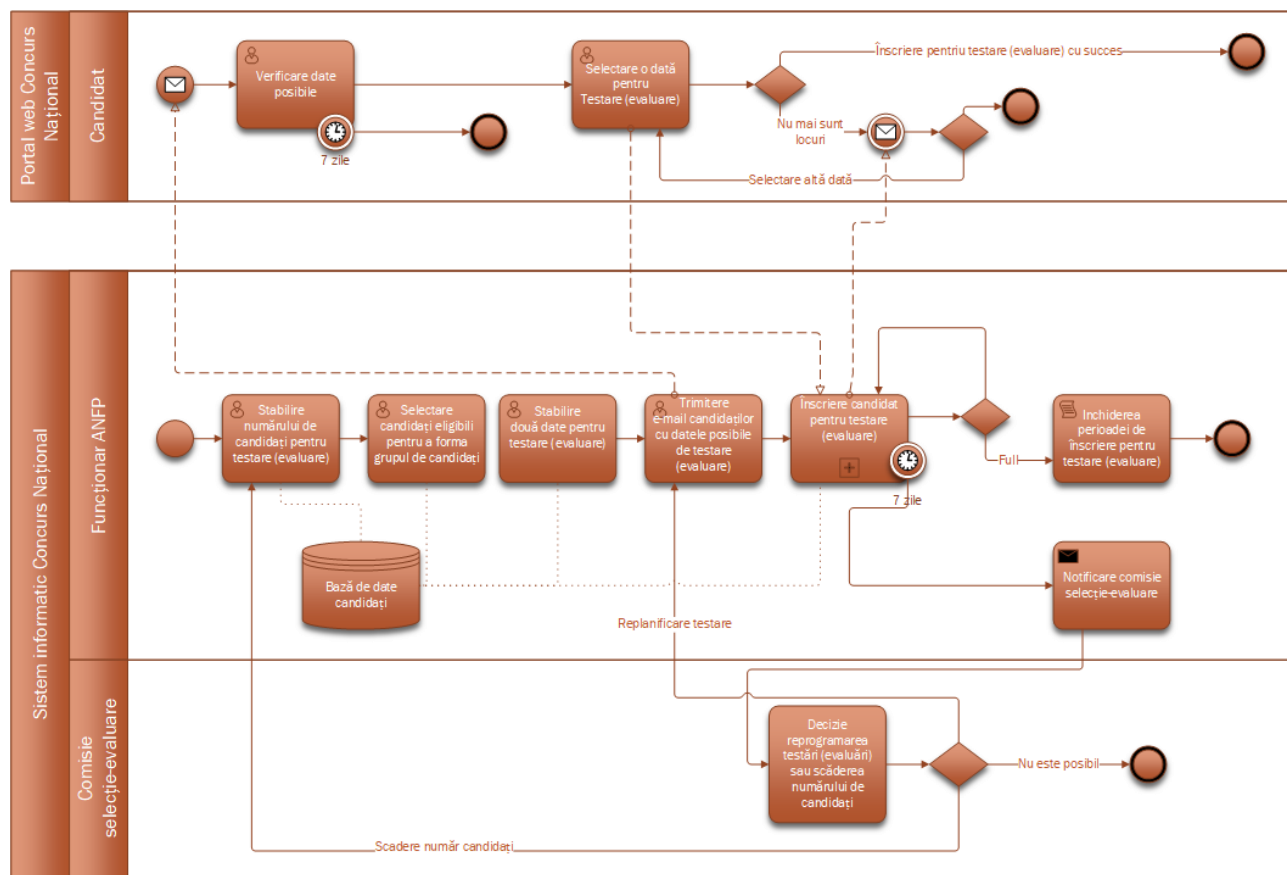 Portal web Concurs
Național
Candidat
Verificare date
posibile
7 zile
Selectare o dată
pentru
Testare (evaluare)
Înscriere pentriu testare (evaluare) cu succes
Nu mai sunt
locuri
Selectare altă dată
Sistem informatic Concurs Național
Funcționar ANFP
Stabilire
numărului de
candidați pentru
testare (evaluare)
Selectare
candidați eligibili
pentru a forma
grupul de candidați
Stabilire
două date pentru
testare (evaluare)
Trimitere
e-mail candidaților
cu datele posibile
de testare
(evaluare)
Înscriere candidat
pentru testare
(evaluare)
7 zile
Full
Inchiderea
perioadei de
înscriere pentru
testare (evaluare)
Bază de date
candidați
Notificare comisie
selecție-evaluare
Replanificare testare
Comisie
selecție-evaluare
Decizie
reprogramarea
testări (evaluări)
sau scăderea
numărului de
candidați
Nu este posibil
Scadere număr candidați